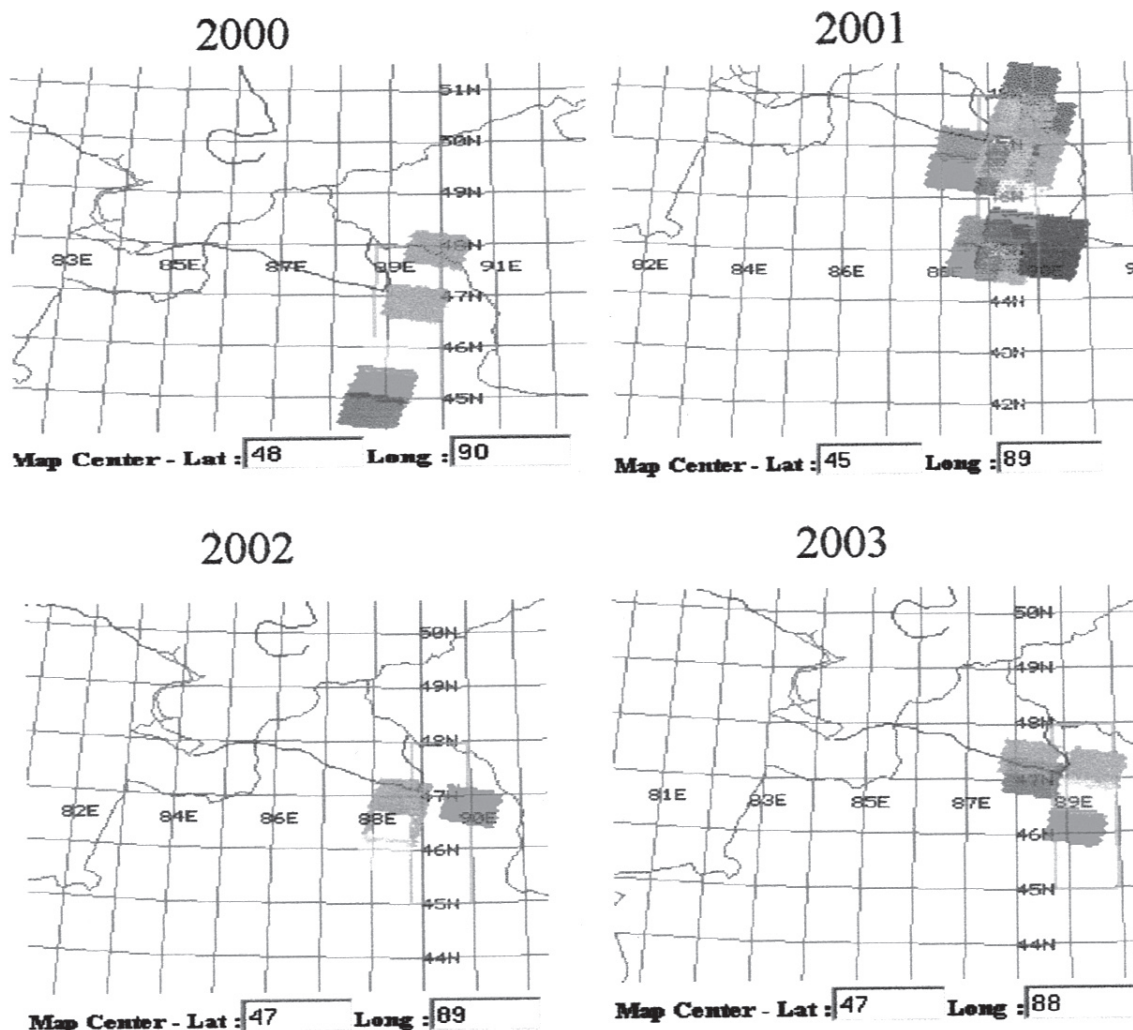 2000
51N
50N
49N
48N
83E 85E 87E 89E 91E
47N
46N
45N
Map Center - Lat : 48 Long : 90
2001
82E 84E 86E
44N
43N
42N
Map Center - Lat : 45 Long : 89
2002
50N
49N
48N
47N
82E 84E 86E 88E 90E
46N
45N
44N
Map Center - Lat : 47 Long : 89
2003
50N
49N
48N
47N
81E 83E 85E 87E 89E
46N
45N
44N
Map Center - Lat : 47 Long : 88